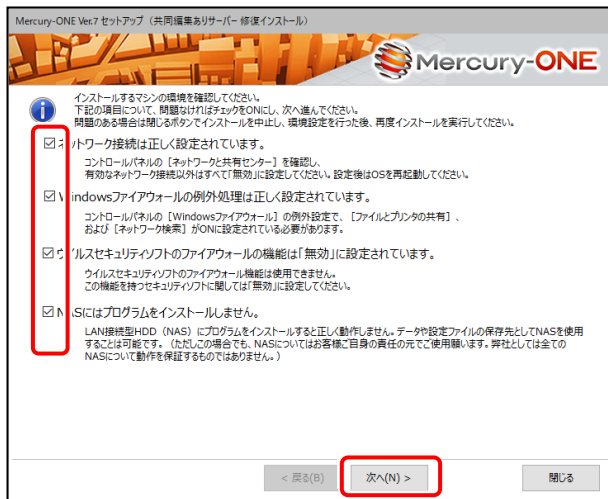 Mercury-ONE Ver.7 セットアップ（共同編集ありサーバー 修復インストール）
Mercury-ONE
インストールするマシンの環境を確認してください。
下記の項目について、問題なければチェックをONにし、次へ進んでください。
問題のある場合は閉じるボタンでインストールを中止し、環境設定を行った後、再度インストールを実行してください。
ネットワーク接続は正しく設定されています。
コントロールパネルの［ネットワークと共有センター］を確認し、
有効なネットワーク接続以外はすべて「無効」に設定してください。設定後はOSを再起動してください。
Windowsファイアウォールの例外処理は正しく設定されています。
コントロールパネルの［Windowsファイアウォール］の例外設定で、［ファイルとプリンタの共有］、
および［ネットワーク検索］がONに設定されている必要があります。
ウイルスセキュリティソフトのファイアウォールの機能は「無効」に設定されています。
ウイルスセキュリティソフトのファイアウォール機能は使用できません。
この機能を持つセキュリティソフトに関しては「無効」に設定してください。
NASにはプログラムをインストールしません。
LAN接続型HDD（NAS）にプログラムをインストールすると正しく動作しません。データや設定ファイルの保存先としてNASを使用
することは可能です。（ただしこの場合でも、NASについてはお客様ご自身の責任の元でご使用願います。弊社としては全ての
NASについて動作を保証するものではありません。）
< 戻る(B)
次へ(N) >
閉じる